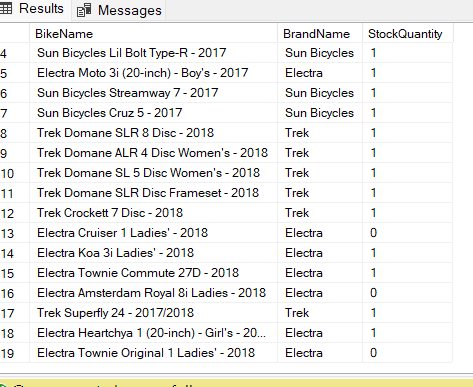 Results Messages
BikeName BrandName StockQuantity
4 Sun Bicycles Lil Bolt Type-R - 2017 Sun Bicycles 1
5 Electra Moto 3i (20-inch) - Boy's - 2017 Electra 1
6 Sun Bicycles Streamway 7 - 2017 Sun Bicycles 1
7 Sun Bicycles Cruz 5 - 2017 Sun Bicycles 1
8 Trek Domane SLR 8 Disc - 2018 Trek 1
9 Trek Domane ALR 4 Disc Women's - 2018 Trek 1
10 Trek Domane SL 5 Disc Women's - 2018 Trek 1
11 Trek Domane SLR Disc Frameset - 2018 Trek 1
12 Trek Crockett 7 Disc - 2018 Trek 1
13 Electra Cruiser 1 Ladies' - 2018 Electra 0
14 Electra Koa 3i Ladies' - 2018 Electra 1
15 Electra Townie Commute 27D - 2018 Electra 1
16 Electra Amsterdam Royal 8i Ladies - 2018 Electra 0
17 Trek Superfly 24 - 2017/2018 Trek 1
18 Electra Heartchya 1 (20-inch) - Girl's - 20... Electra 1
19 Electra Townie Original 1 Ladies' - 2018 Electra 0